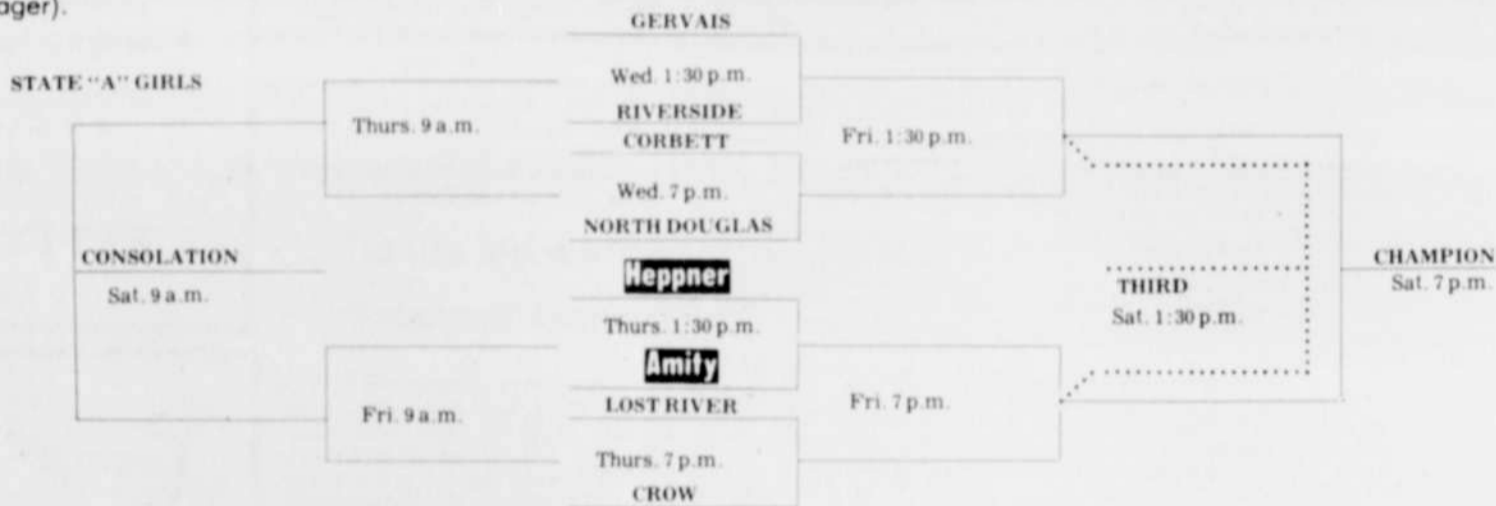 ager).
GERVAIS
STATE "A" GIRLS
Wed. 1:30 p.m.
RIVERSIDE
Thurs. 9 a.m.
CORBETT
Fri. 1:30 p.m.
Wed. 7 p.m.
NORTH DOUGLAS
CONSOLATION
Sat. 9 a.m.
Heppner
CHAMPION
Sat. 7 p.m.
THIRD
Sat. 1:30 p.m.
Thurs. 1:30 p.m.
Amity
LOST RIVER
Fri. 9 a.m.
Fri. 7 p.m.
Thurs. 7 p.m.
CROW